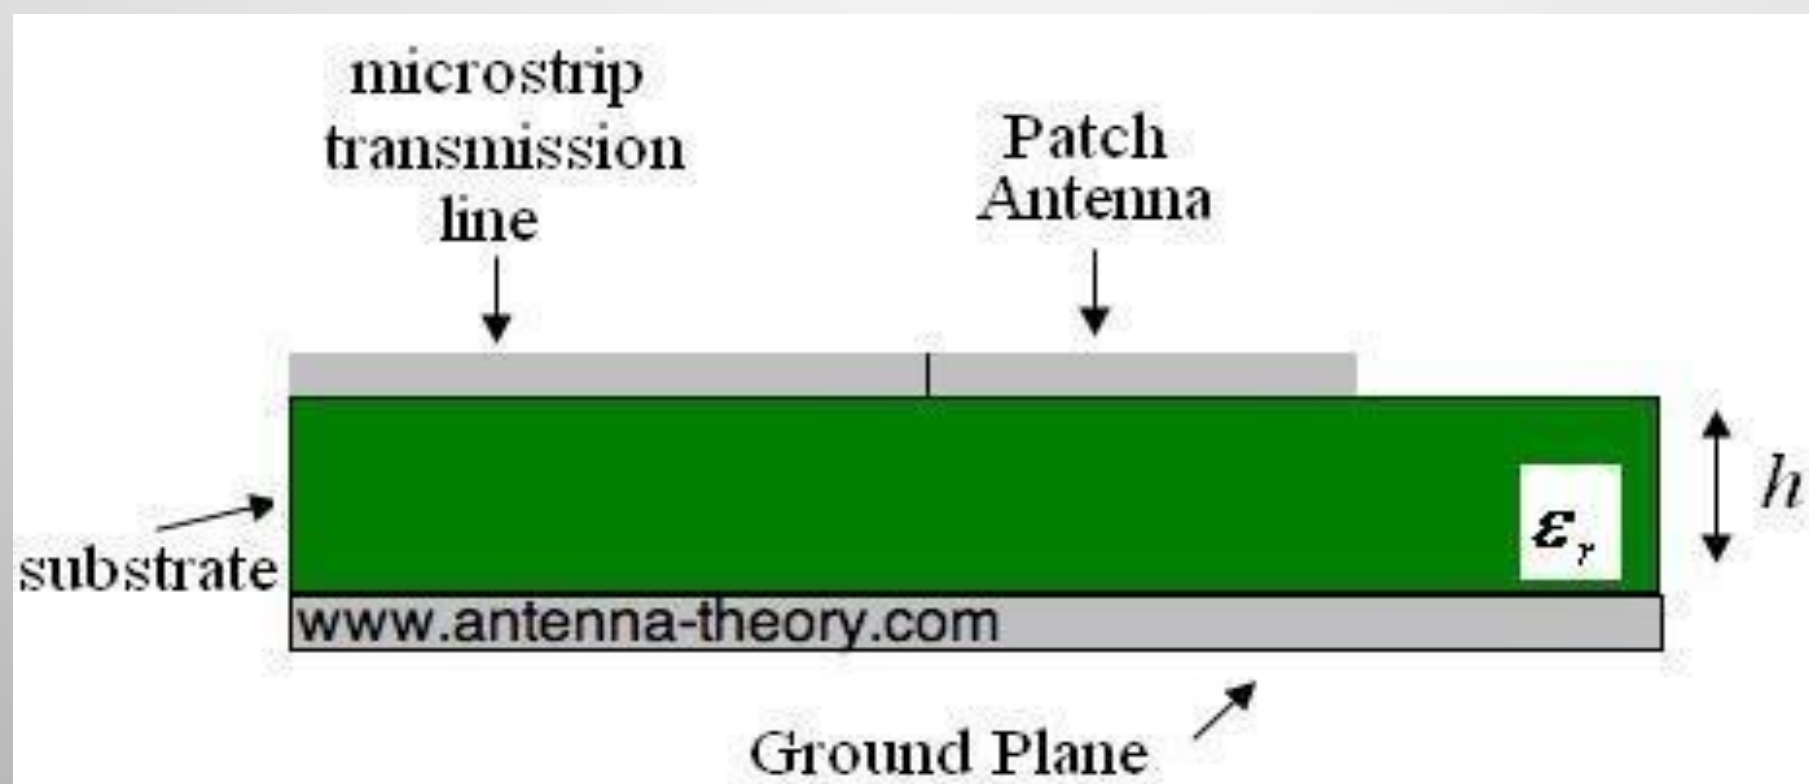 microstrip
transmission
line
Patch
Antenna
h
εr
substrate
www.antenna-theory.com
Ground Plane